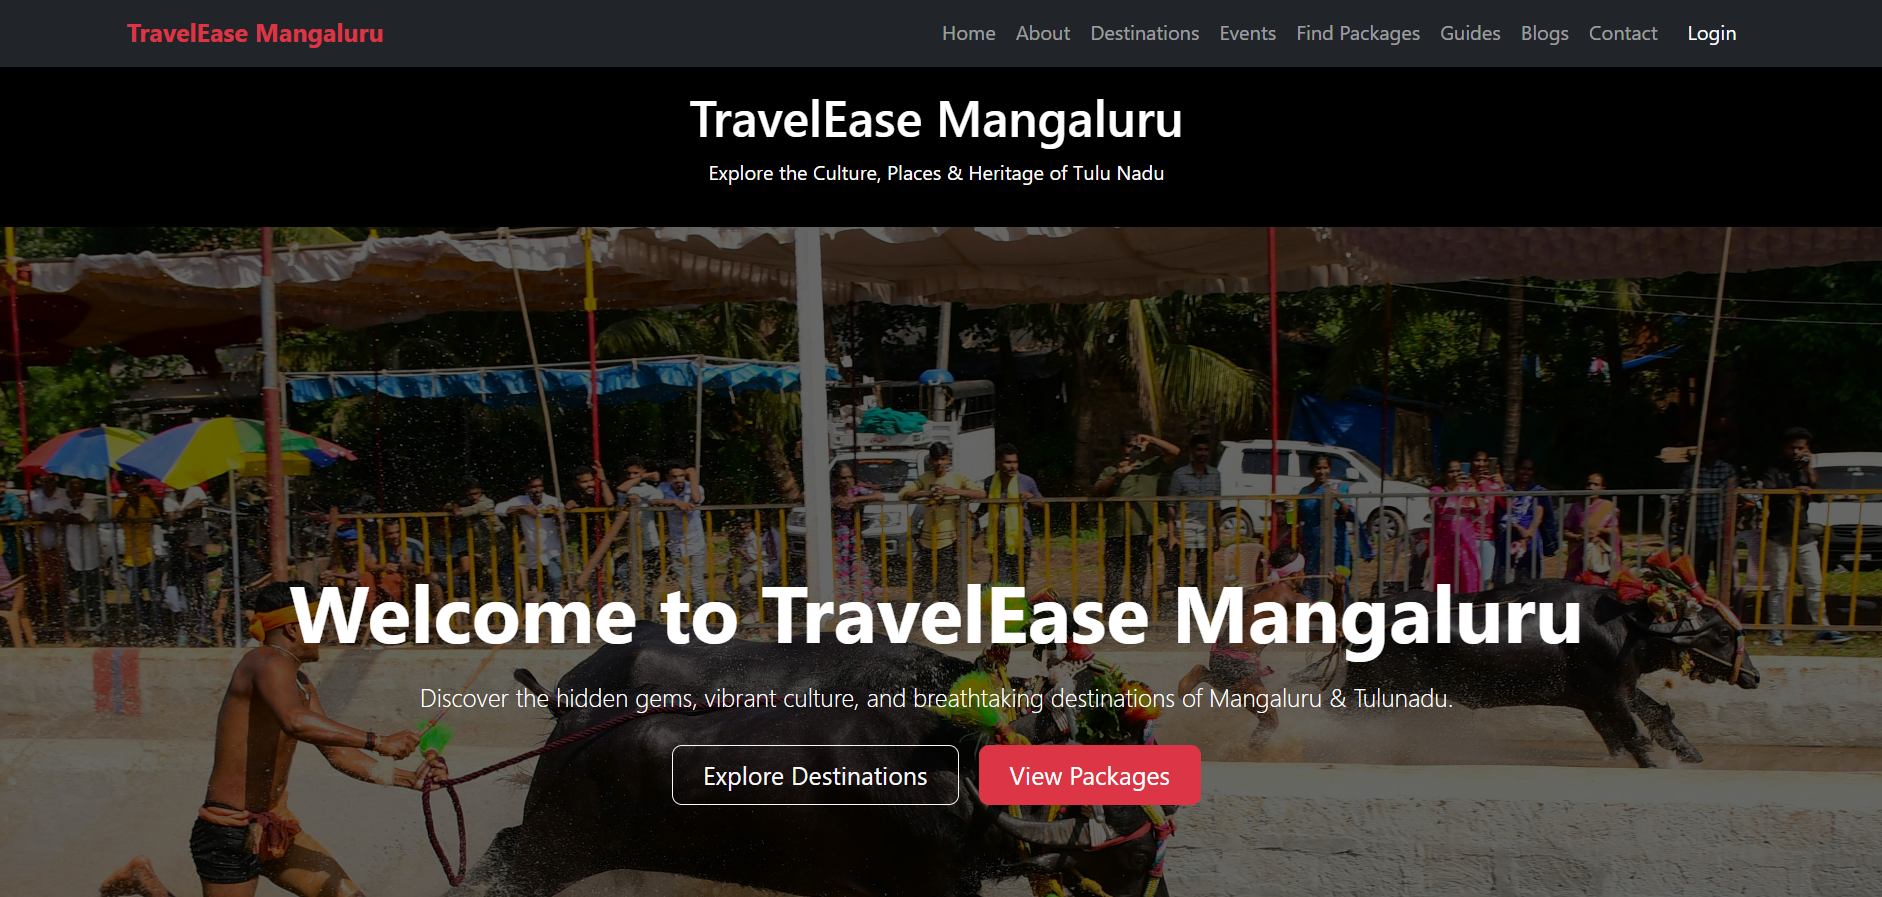 TravelEase Mangaluru
Home About Destinations Events Find Packages Guides Blogs Contact Login
TravelEase Mangaluru
Explore the Culture, Places & Heritage of Tulu Nadu
Welcome to TravelEase Mangaluru
Discover the hidden gems, vibrant culture, and breathtaking destinations of Mangaluru & Tulunadu.
Explore Destinations
View Packages